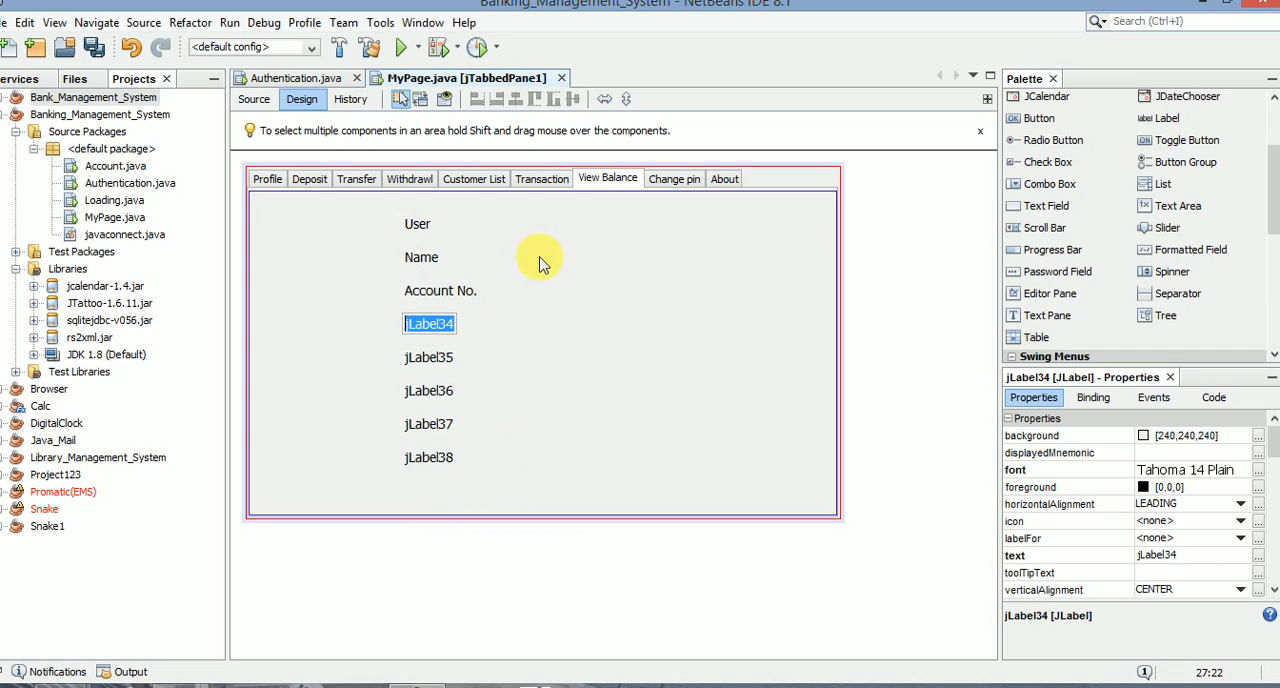 Banking_Management_System - NetBeans IDE 8.1
Edit View Navigate Source Refactor Run Debug Profile Team Tools Window Help
Search (Ctrl+I)
<default config>
ervices Files Projects
Authentication.java MyPage.java [jTabbedPane1]
Palette
Source Design History
To select multiple components in an area hold Shift and drag mouse over the components. x
Bank_Management_System
Banking_Management_System
Source Packages
<default package>
Account.java
Authentication.java
Loading.java
MyPage.java
javaconnect.java
Test Packages
Libraries
jcalendar-1.4.jar
JTattoo-1.6.11.jar
sqlitejdbc-v056.jar
rs2xml.jar
JDK 1.8 (Default)
Test Libraries
Browser
Calc
DigitalClock
Java_Mail
Library_Management_System
Project123
Promatic(EMS)
Snake
Snake1
Profile Deposit Transfer Withdrawl Customer List Transaction View Balance Change pin About
User
Name
Account No.
jLabel34
jLabel35
jLabel36
jLabel37
jLabel38
JCalendar JDateChooser
OK Button label Label
Radio Button OK Toggle Button
Check Box Button Group
Combo Box List
Text Field Text Area
Scroll Bar Slider
Progress Bar Formatted Field
Password Field Spinner
Editor Pane Separator
Text Pane Tree
Table
Swing Menus
jLabel34 [JLabel] - Properties
Properties Binding Events Code
Properties
background [240,240,240] ...
displayedMnemonic ...
font Tahoma 14 Plain ...
foreground [0,0,0] ...
horizontalAlignment LEADING ...
icon <none> ...
labelFor <none> ...
text jLabel34 ...
toolTipText ...
verticalAlignment CENTER ...
jLabel34 [JLabel]
Notifications Output
1 27:22